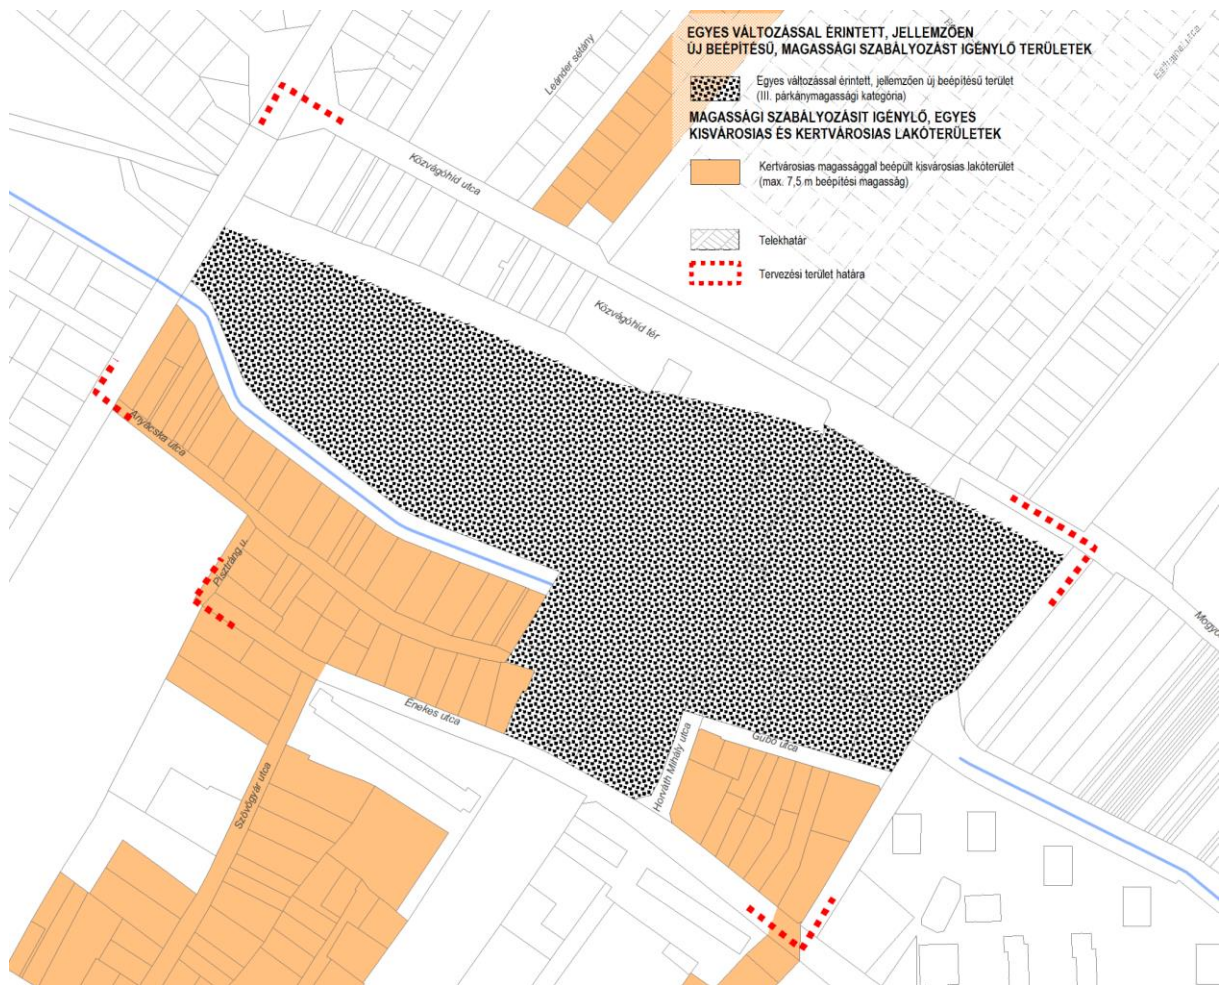 EGYES VÁLTOZÁSSAL ÉRINTETT, JELLEMZŐEN
ÚJ BEÉPÍTÉSŰ, MAGASSÁGI SZABÁLYOZÁST IGÉNYLŐ TERÜLETEK
Egyes változással érintett, jellemzően új beépítésű terület
(III. párkánymagassági kategória)
MAGASSÁGI SZABÁLYOZÁSIT IGÉNYLŐ, EGYES
KISVÁROSIAS ÉS KERTVÁROSIAS LAKÓTERÜLETEK
Kertvárosias magassággal beépült kisvárosias lakóterület
(max. 7,5 m beépítési magasság)
Telekhatár
Tervezési terület határa
Leánder sétány
Közvágóhíd utca
Közvágóhíd tér
Anyácska utca
Pisztráng u.
Énekes utca
Szövőgyár utca
Horváth Mihály utca
Gubó utca